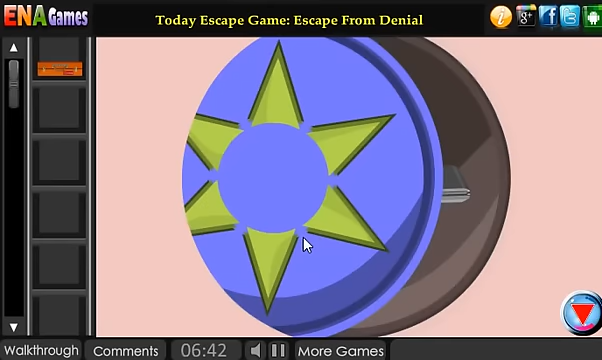 ENA Games
Today Escape Game: Escape From Denial
Walkthrough
Comments
06:42
More Games